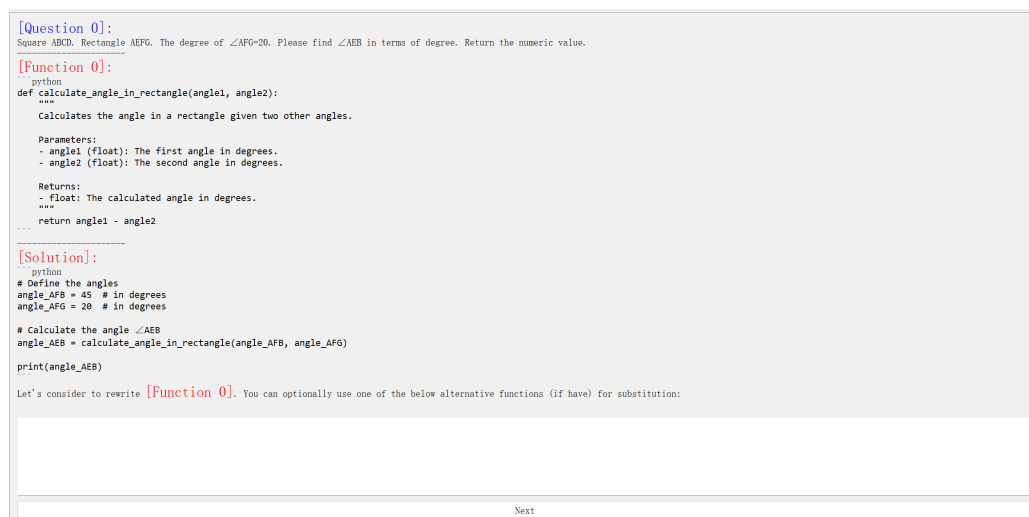 [Question 0]:
Square ABCD. Rectangle AEFG. The degree of ∠AFG=20. Please find ∠AEB in terms of degree. Return the numeric value.
----------------------
[Function 0]:
```python
def calculate_angle_in_rectangle(angle1, angle2):
    """
    Calculates the angle in a rectangle given two other angles.

    Parameters:
    - angle1 (float): The first angle in degrees.
    - angle2 (float): The second angle in degrees.

    Returns:
    - float: The calculated angle in degrees.
    """
    return angle1 - angle2
```
----------------------
[Solution]:
```python
# Define the angles
angle_AFB = 45  # in degrees
angle_AFG = 20  # in degrees

# Calculate the angle ∠AEB
angle_AEB = calculate_angle_in_rectangle(angle_AFB, angle_AFG)

print(angle_AEB)
```
Let's consider to rewrite [Function 0]. You can optionally use one of the below alternative functions (if have) for substitution:
Next